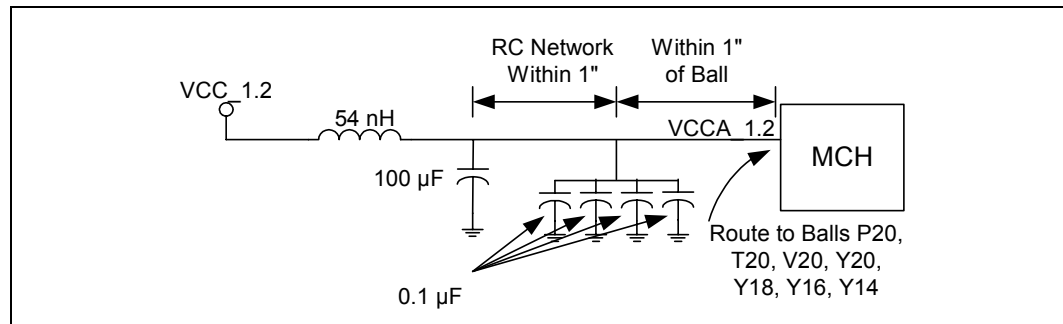 RC Network
Within 1"
Within 1"
of Ball
VCC_1.2
54 nH
VCCA_1.2
MCH
100 µF
0.1 µF
Route to Balls P20,
T20, V20, Y20,
Y18, Y16, Y14